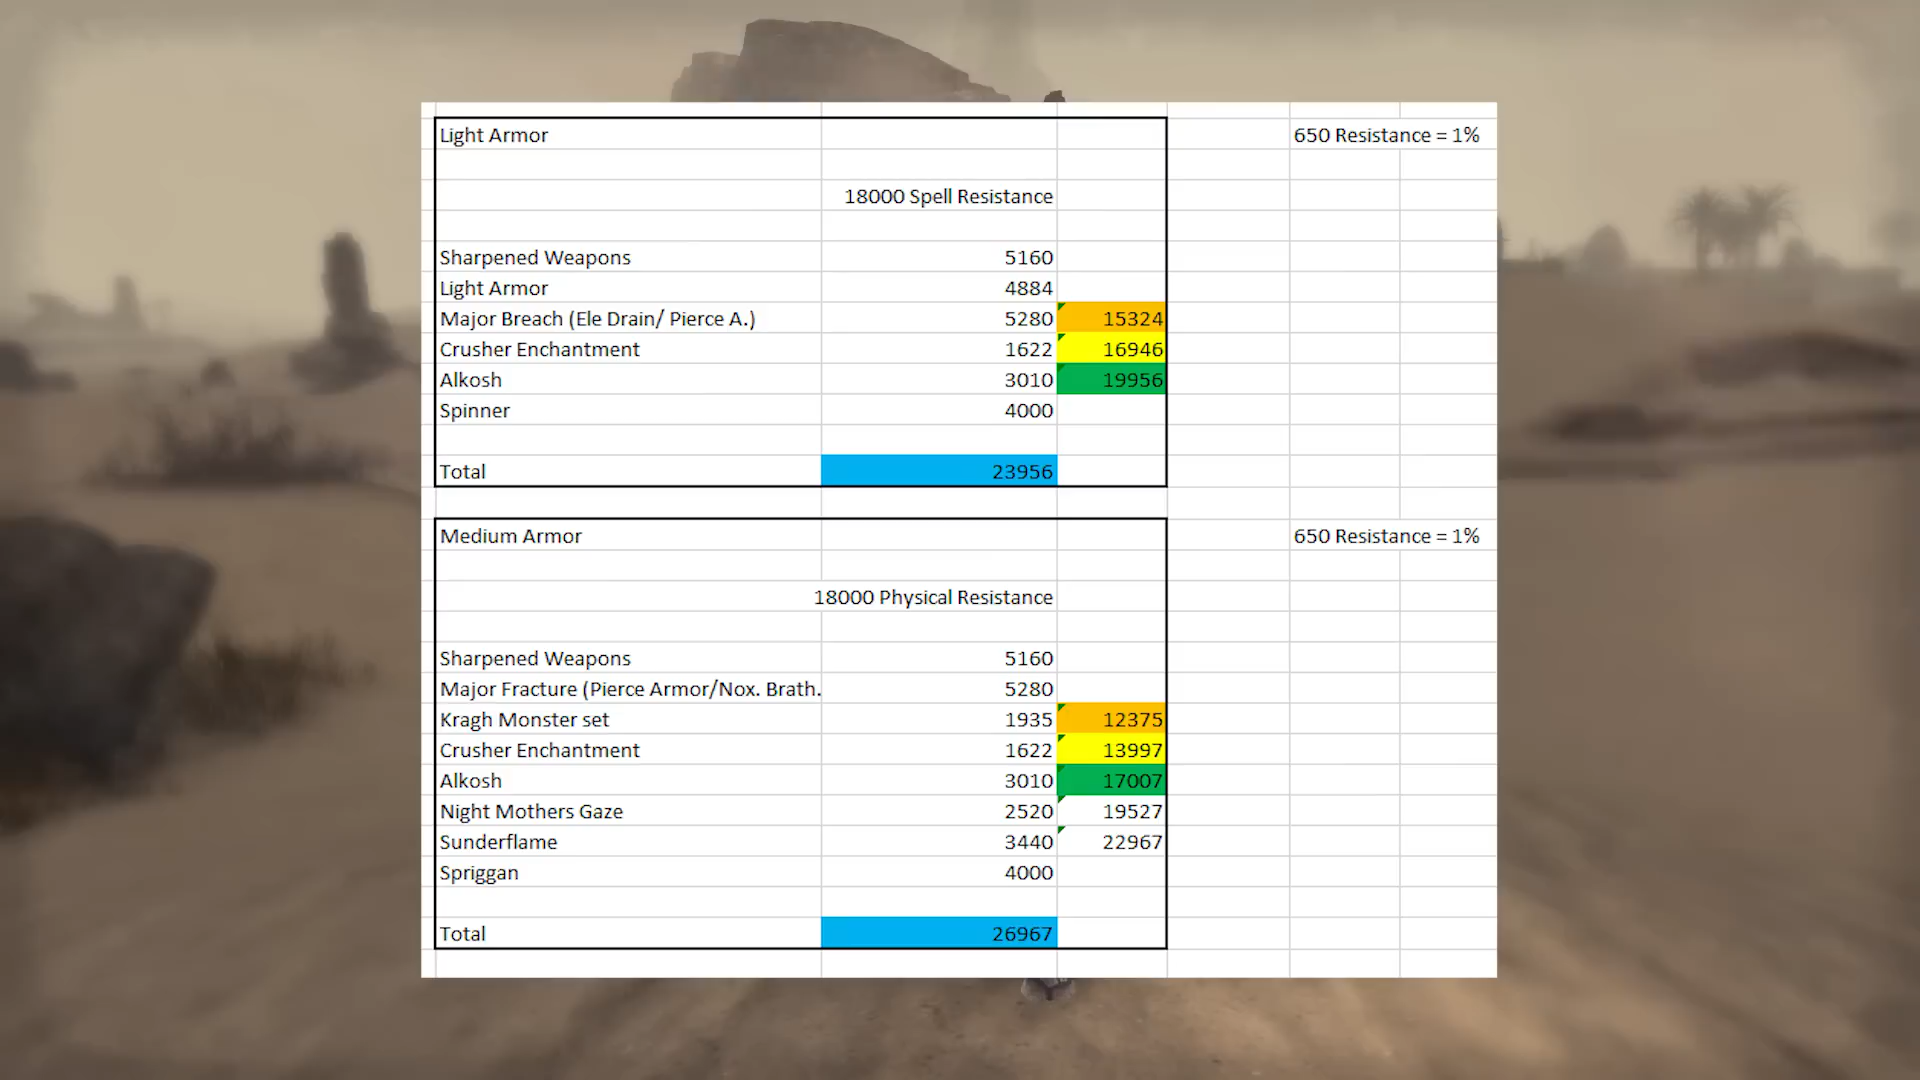 Light Armor 650 Resistance = 1%
18000 Spell Resistance
Sharpened Weapons 5160
Light Armor 4884
Major Breach (Ele Drain/ Pierce A.) 5280 15324
Crusher Enchantment 1622 16946
Alkosh 3010 19956
Spinner 4000
Total 23956
Medium Armor 650 Resistance = 1%
18000 Physical Resistance
Sharpened Weapons 5160
Major Fracture (Pierce Armor/Nox. Brath. 5280
Kragh Monster set 1935 12375
Crusher Enchantment 1622 13997
Alkosh 3010 17007
Night Mothers Gaze 2520 19527
Sunderflame 3440 22967
Spriggan 4000
Total 26967